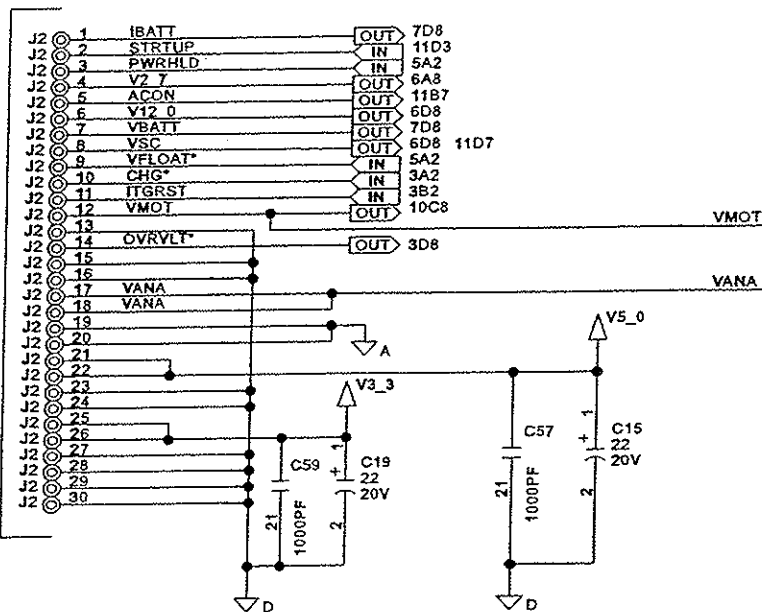 J2 1 IBATT OUT 7D8
J2 2 STRTUP IN 11D3
J2 3 PWRHLD IN 5A2
J2 4 V2_7 OUT 6A8
J2 5 ACON OUT 11B7
J2 6 V12_0 OUT 6D8
J2 7 VBATT OUT 7D8
J2 8 VSC OUT 6D8 11D7
J2 9 VFLOAT* IN 5A2
J2 10 CHG* IN 3A2
J2 11 ITGRST IN 3B2
J2 12 VMOT OUT 10C8
VMOT
J2 13
J2 14 OVRVLT* OUT 3D8
J2 15
J2 16
J2 17 VANA
VANA
J2 18 VANA
J2 19
J2 20
A
V5_0
J2 21
J2 22
J2 23
V3_3
J2 24
J2 25
J2 26
J2 27
J2 28
J2 29
J2 30
C59
21
1000PF
+ 1
C19
22
20V
2
D
C57
21
1000PF
+ 1
C15
22
20V
2
D